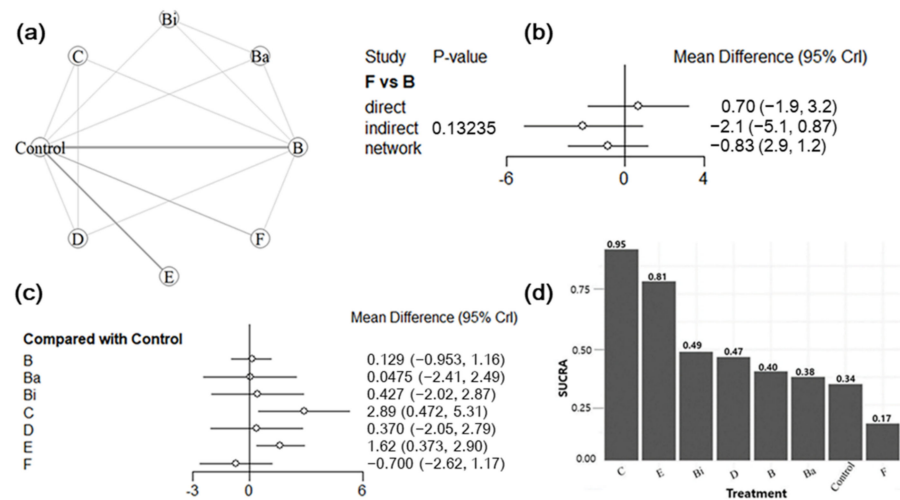 (a)
Bi
C
Ba
Control
B
D
F
E
(b)
Study P-value Mean Difference (95% CrI)
F vs B
direct 0.70 (−1.9, 3.2)
indirect 0.13235 −2.1 (−5.1, 0.87)
network −0.83 (2.9, 1.2)
-6 0 4
(c)
Mean Difference (95% CrI)
Compared with Control
B 0.129 (−0.953, 1.16)
Ba 0.0475 (−2.41, 2.49)
Bi 0.427 (−2.02, 2.87)
C 2.89 (0.472, 5.31)
D 0.370 (−2.05, 2.79)
E 1.62 (0.373, 2.90)
F −0.700 (−2.62, 1.17)
-3 0 6
(d)
SUCRA
0.75
0.50
0.25
0.00
0.95 0.81 0.49 0.47 0.40 0.38 0.34 0.17
C E Bi D B Ba Control F
Treatment